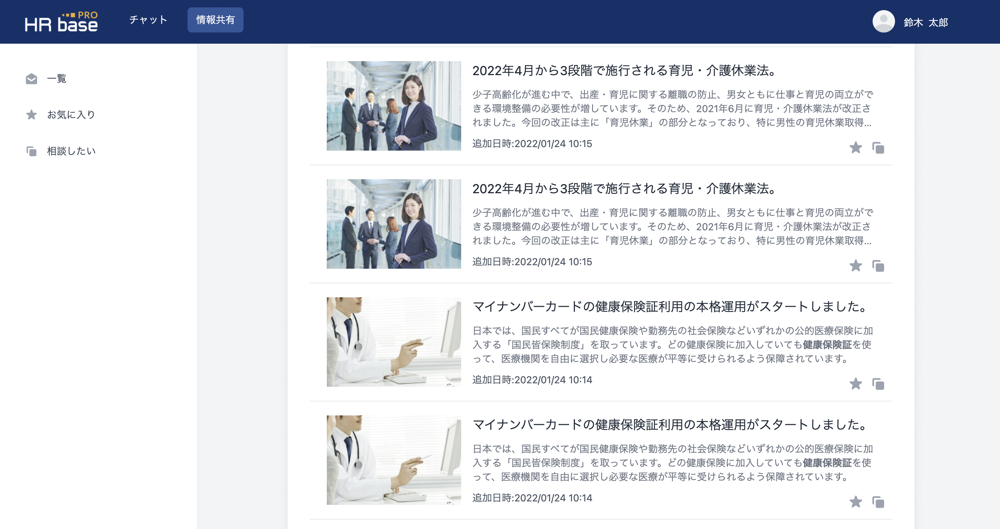 HR base PRO
チャット
情報共有
鈴木 太郎
一覧
お気に入り
相談したい
2022年4月から3段階で施行される育児・介護休業法。
少子高齢化が進む中で、出産・育児に関する離職の防止、男女ともに仕事と育児の両立がで
きる環境整備の必要性が増しています。そのため、2021年6月に育児・介護休業法が改正さ
れました。今回の改正は主に「育児休業」の部分となっており、特に男性の育児休業取得...
追加日時:2022/01/24 10:15
2022年4月から3段階で施行される育児・介護休業法。
少子高齢化が進む中で、出産・育児に関する離職の防止、男女ともに仕事と育児の両立がで
きる環境整備の必要性が増しています。そのため、2021年6月に育児・介護休業法が改正さ
れました。今回の改正は主に「育児休業」の部分となっており、特に男性の育児休業取得...
追加日時:2022/01/24 10:15
マイナンバーカードの健康保険証利用の本格運用がスタートしました。
日本では、国民すべてが国民健康保険や勤務先の社会保険などいずれかの公的医療保険に加
入する「国民皆保険制度」を取っています。どの健康保険に加入していても健康保険証を使
って、医療機関を自由に選択し必要な医療が平等に受けられるよう保障されています。
追加日時:2022/01/24 10:14
マイナンバーカードの健康保険証利用の本格運用がスタートしました。
日本では、国民すべてが国民健康保険や勤務先の社会保険などいずれかの公的医療保険に加
入する「国民皆保険制度」を取っています。どの健康保険に加入していても健康保険証を使
って、医療機関を自由に選択し必要な医療が平等に受けられるよう保障されています。
追加日時:2022/01/24 10:14